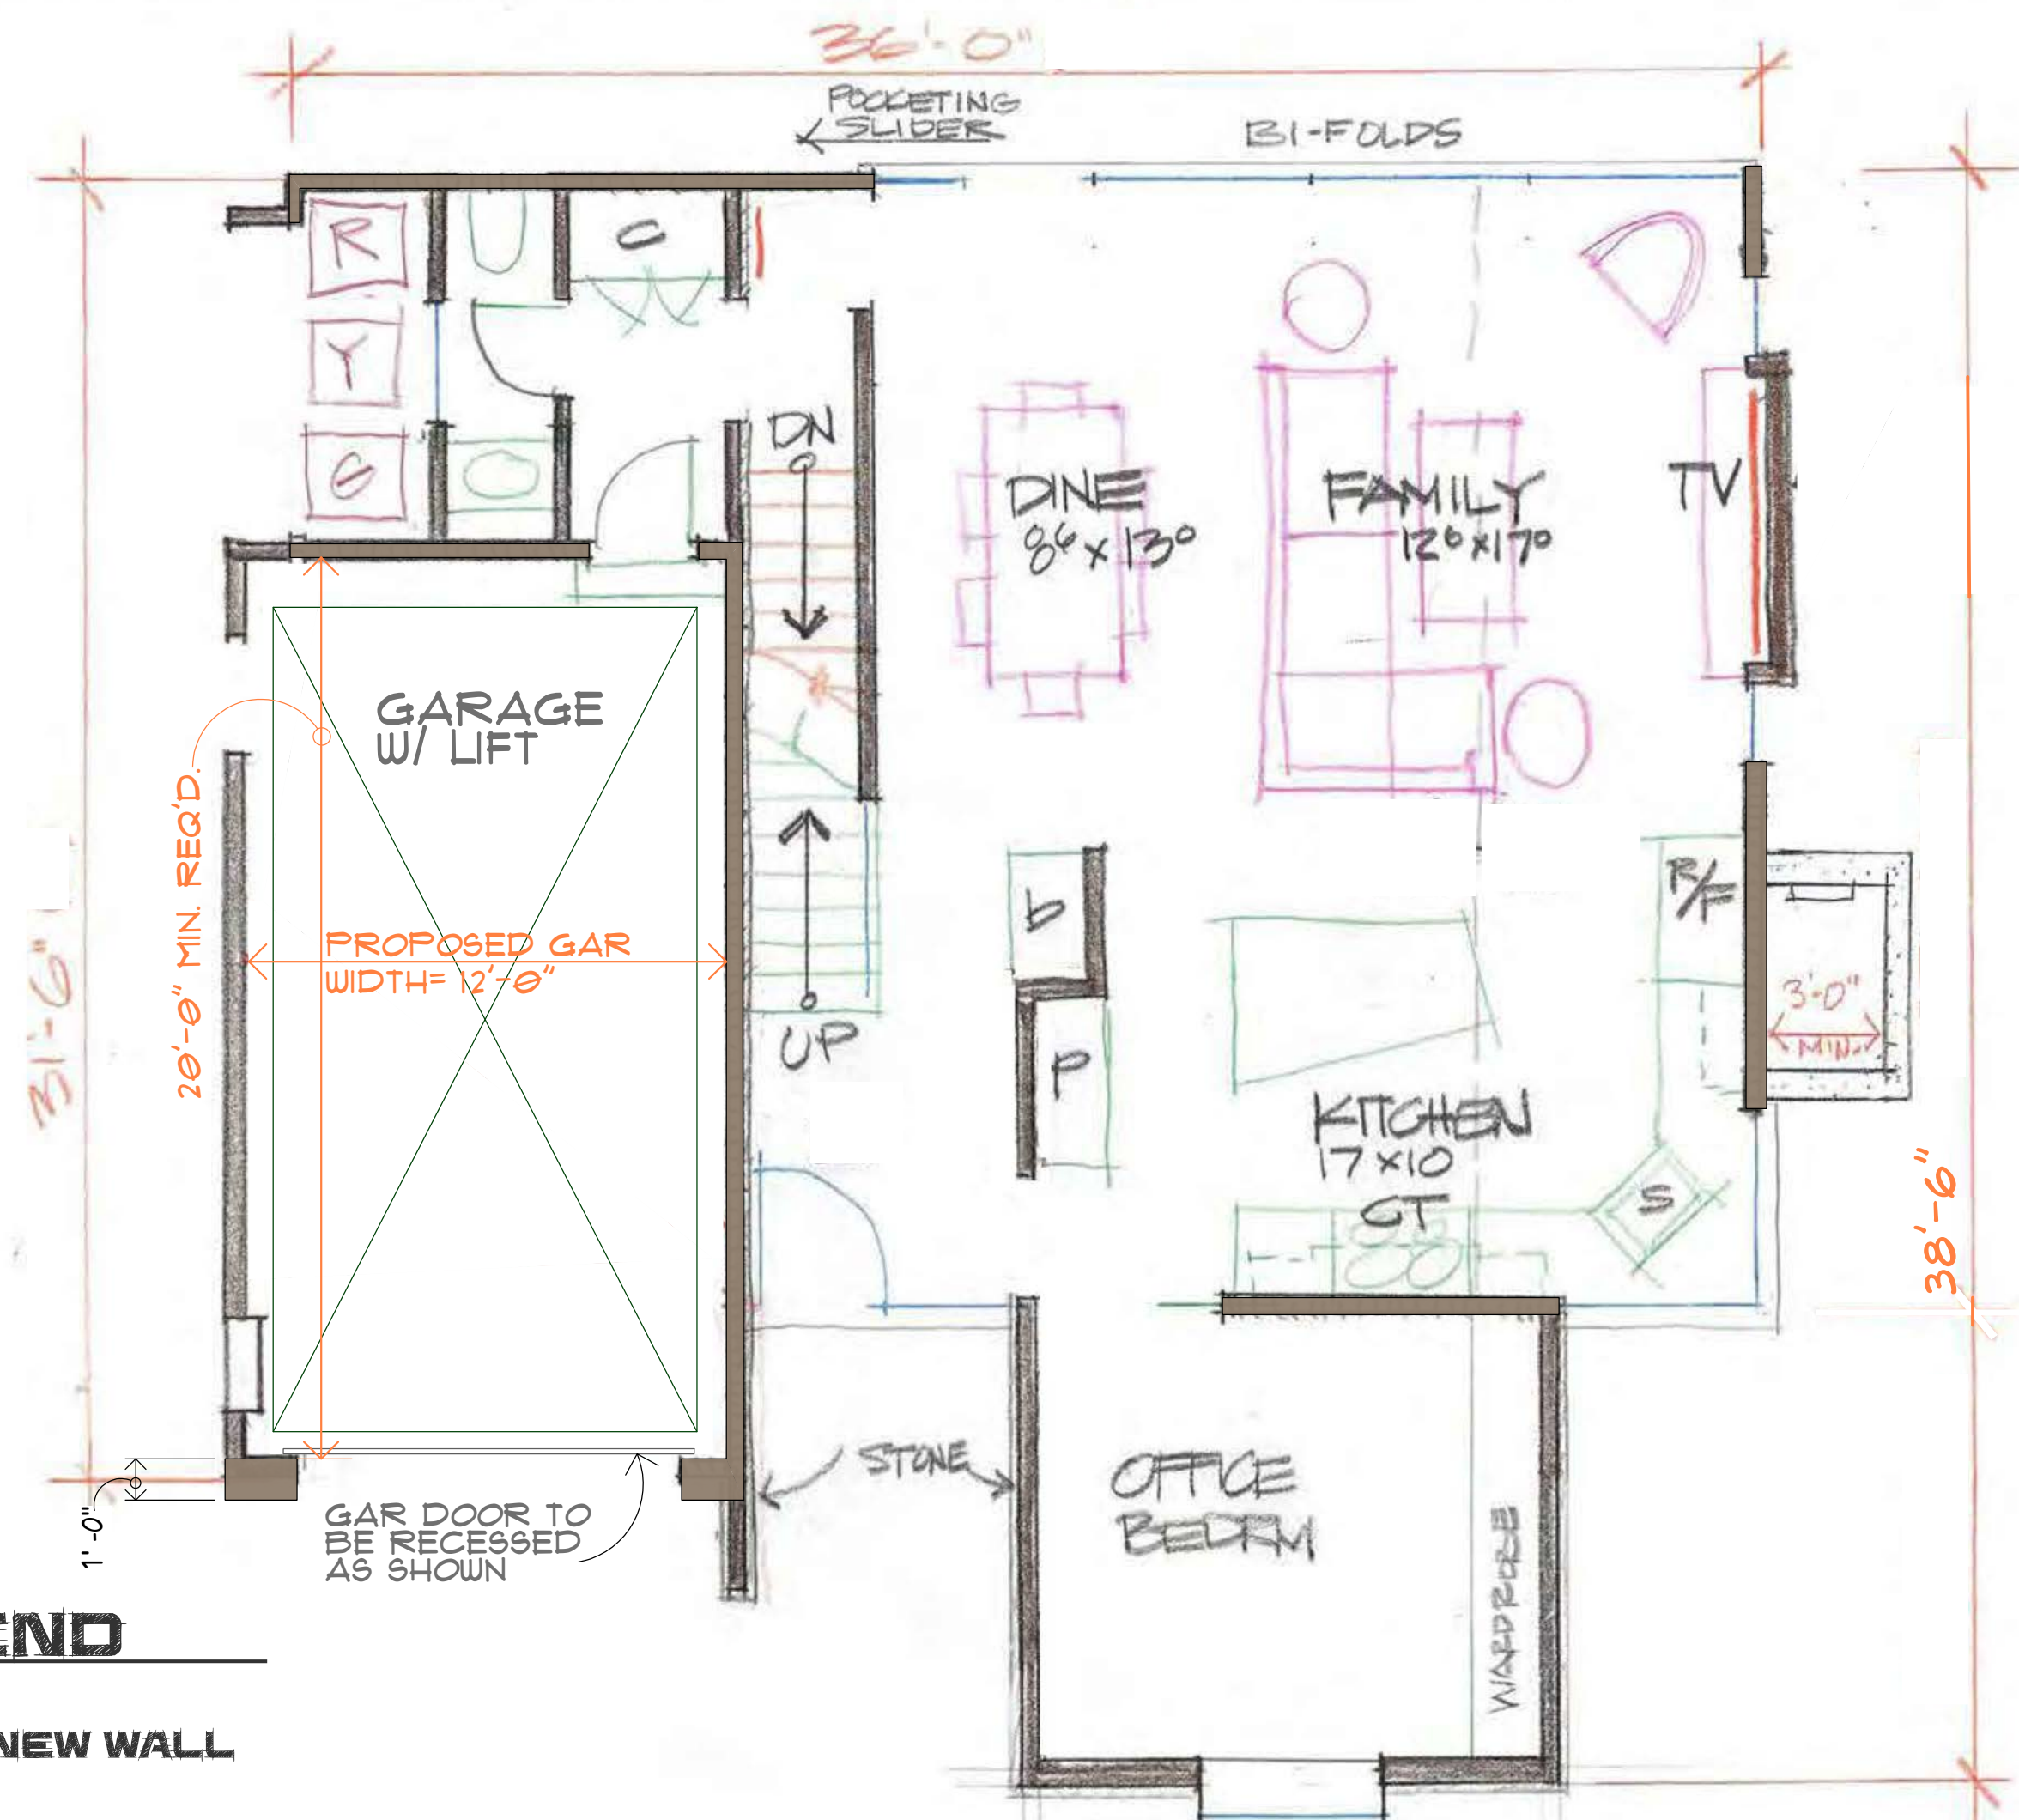 36'-0"
POCKETING
SLIDER
BI-FOLDS
R
C
Y
DN
G
DINE
8⁶ x 13⁰
FAMILY
12⁰ x 17⁰
TV
GARAGE
W/ LIFT
20'-0" MIN. REQ'D.
31'-6"
b
R/F
PROPOSED GAR
WIDTH= 12'-0"
3'-0"
MIN.
UP
P
KITCHEN
17 x 10
CT
S
38'-6"
STONE
OFFICE
BEDRM
WARDROBE
1'-0"
GAR DOOR TO
BE RECESSED
AS SHOWN
END
NEW WALL